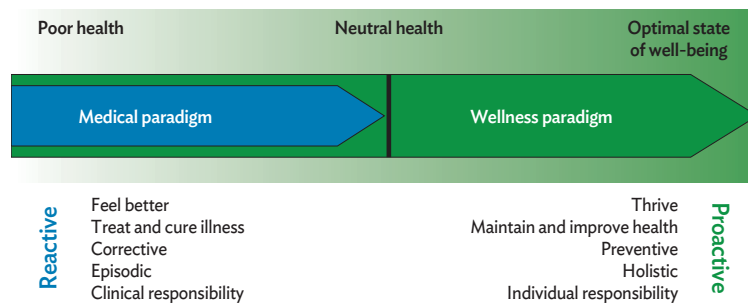 Poor health
Neutral health
Optimal state
of well-being
Medical paradigm
Wellness paradigm
Reactive
Feel better
Treat and cure illness
Corrective
Episodic
Clinical responsibility
Thrive
Maintain and improve health
Preventive
Holistic
Individual responsibility
Proactive